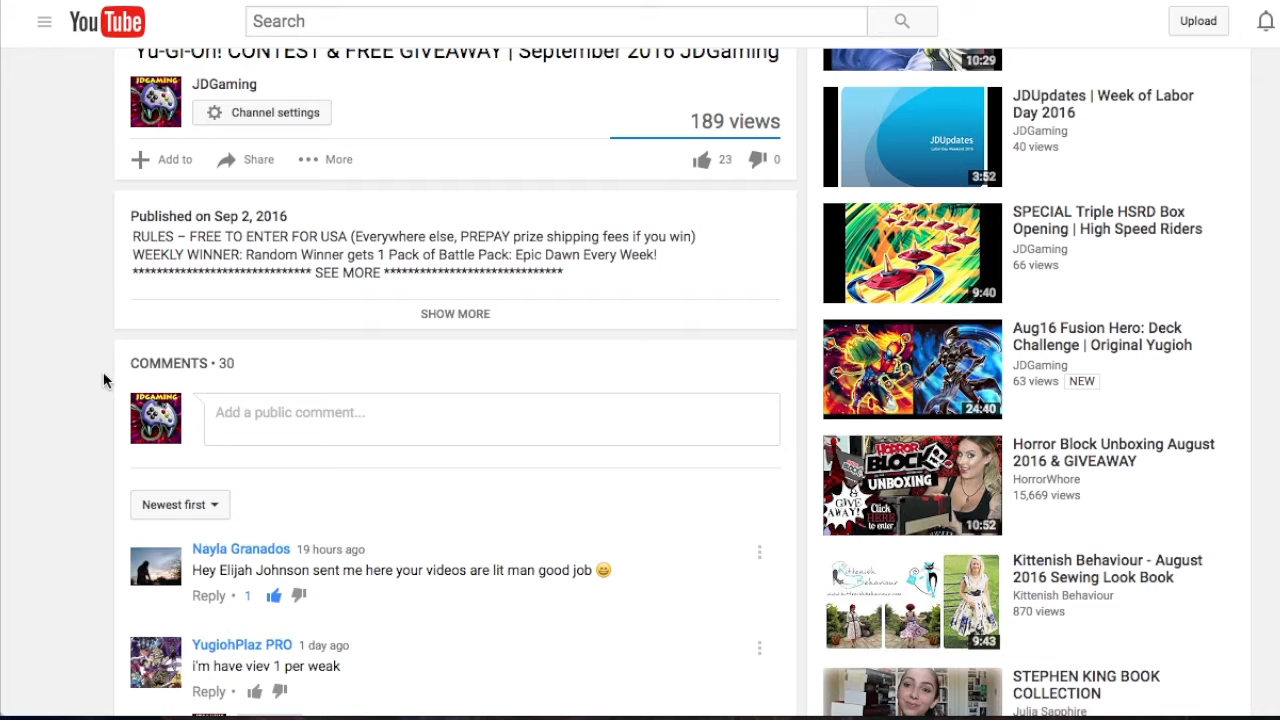 YouTube
Search
Upload
Yu-Gi-Oh! CONTEST & FREE GIVEAWAY | September 2016 JDGaming
JDGAMING
JDGaming
Channel settings
189 views
Add to
Share
More
23
0
Published on Sep 2, 2016
RULES – FREE TO ENTER FOR USA (Everywhere else, PREPAY prize shipping fees if you win)
WEEKLY WINNER: Random Winner gets 1 Pack of Battle Pack: Epic Dawn Every Week!
****************************** SEE MORE ******************************
SHOW MORE
COMMENTS • 30
JDGAMING
Add a public comment...
Newest first
Nayla Granados 19 hours ago
Hey Elijah Johnson sent me here your videos are lit man good job 😄
Reply • 1
YugiohPlaz PRO 1 day ago
i'm have viev 1 per weak
Reply •
10:29
JDUpdates
3:52
JDUpdates | Week of Labor
Day 2016
JDGaming
40 views
9:40
SPECIAL Triple HSRD Box
Opening | High Speed Riders
JDGaming
66 views
24:40
Aug16 Fusion Hero: Deck
Challenge | Original Yugioh
JDGaming
63 views NEW
HORROR
BLOCK
UNBOXING
&
GIVE
AWAY!
Click
HERE
to enter
10:52
Horror Block Unboxing August
2016 & GIVEAWAY
HorrorWhore
15,669 views
Kittenish
Behaviour
9:43
Kittenish Behaviour - August
2016 Sewing Look Book
Kittenish Behaviour
870 views
STEPHEN KING BOOK
COLLECTION
Julia Sapphire